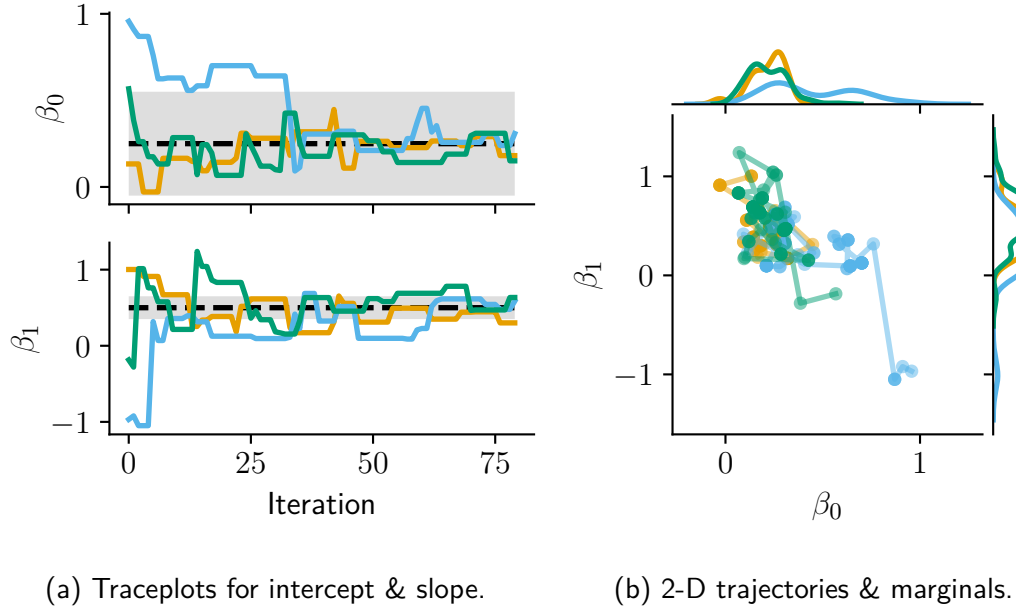 1
β₀
0
1
β₁
0
−1
0
25
50
75
Iteration
(a) Traceplots for intercept & slope.
1
β₁
0
−1
0
1
β₀
(b) 2-D trajectories & marginals.